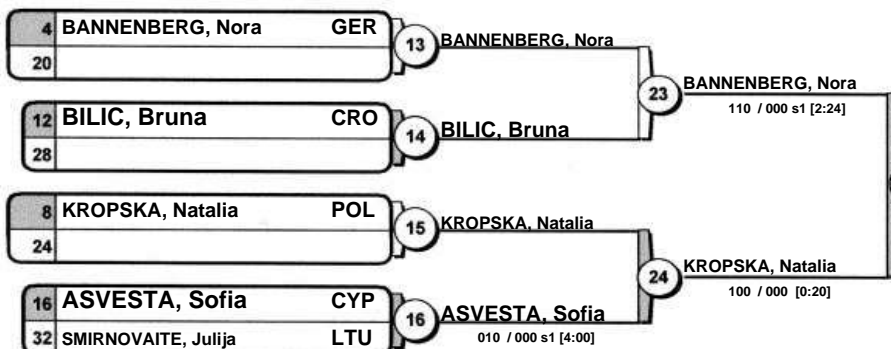 4 BANNENBERG, Nora GER
20
13
BANNENBERG, Nora
12 BILIC, Bruna CRO
28
14
BILIC, Bruna
23
BANNENBERG, Nora
110 / 000 s1 [2:24]
8 KROPSKA, Natalia POL
24
15
KROPSKA, Natalia
16 ASVESTA, Sofia CYP
32 SMIRNOVAITE, Julija LTU
16
ASVESTA, Sofia
010 / 000 s1 [4:00]
24
KROPSKA, Natalia
100 / 000 [0:20]